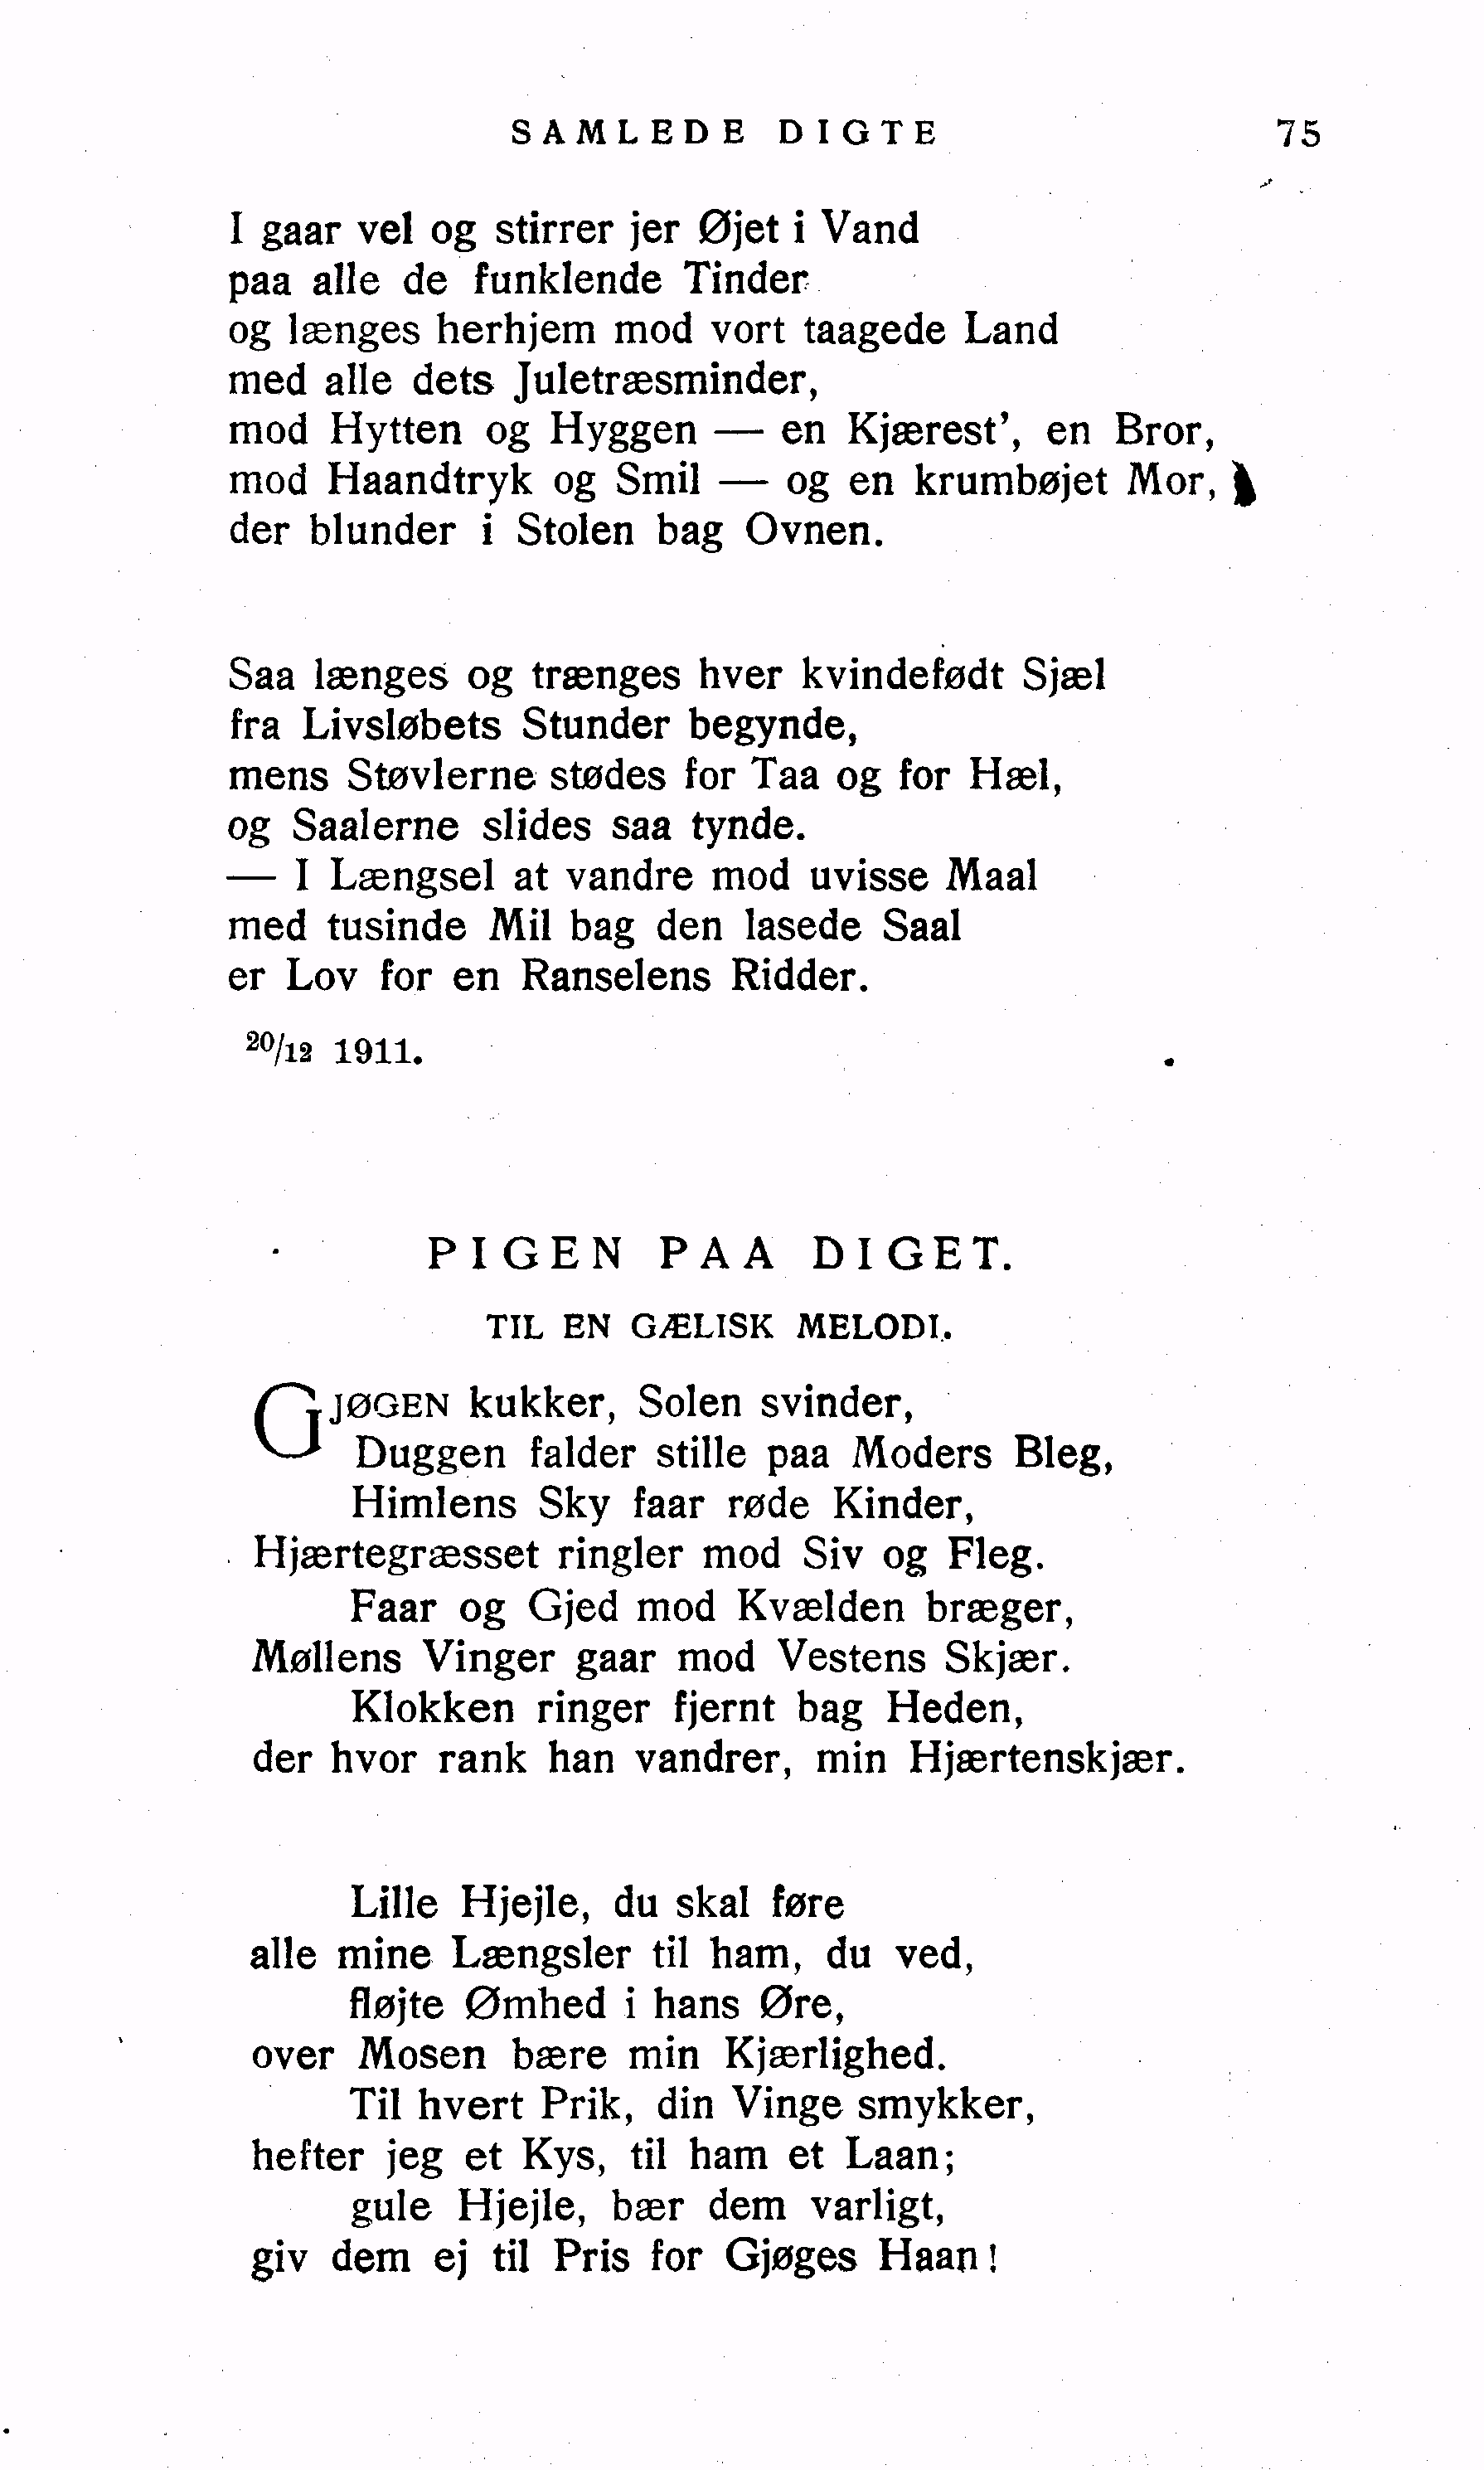 SAMLEDE DIGTE 75
I gaar vel og stirrer jer Øjet i Vand
paa alle de funklende Tinder
og længes herhjem mod vort taagede Land
med alle dets Juletræsminder,
mod Hytten og Hyggen — en Kjærest', en Bror,
mod Haandtryk og Smil — og en krumbøjet Mor,
der blunder i Stolen bag Ovnen.
Saa længes og trænges hver kvindefødt Sjæl
fra Livsløbets Stunder begynde,
mens Støvlerne stødes for Taa og for Hæl,
og Saalerne slides saa tynde.
— I Længsel at vandre mod uvisse Maal
med tusinde Mil bag den lasede Saal
er Lov for en Ranselens Ridder.
20/12 1911.
PIGEN PAA DIGET.
TIL EN GÆLISK MELODI.
GJØGEN kukker, Solen svinder,
Duggen falder stille paa Moders Bleg,
Himlens Sky faar røde Kinder,
Hjærtegræsset ringler mod Siv og Fleg.
Faar og Gjed mod Kvælden bræger,
Møllens Vinger gaar mod Vestens Skjær.
Klokken ringer fjernt bag Heden,
der hvor rank han vandrer, min Hjærtenskjær.
Lille Hjejle, du skal føre
alle mine Længsler til ham, du ved,
fløjte Ømhed i hans Øre,
over Mosen bære min Kjærlighed.
Til hvert Prik, din Vinge smykker,
hefter jeg et Kys, til ham et Laan;
gule Hjejle, bær dem varligt,
giv dem ej til Pris for Gjøges Haan!